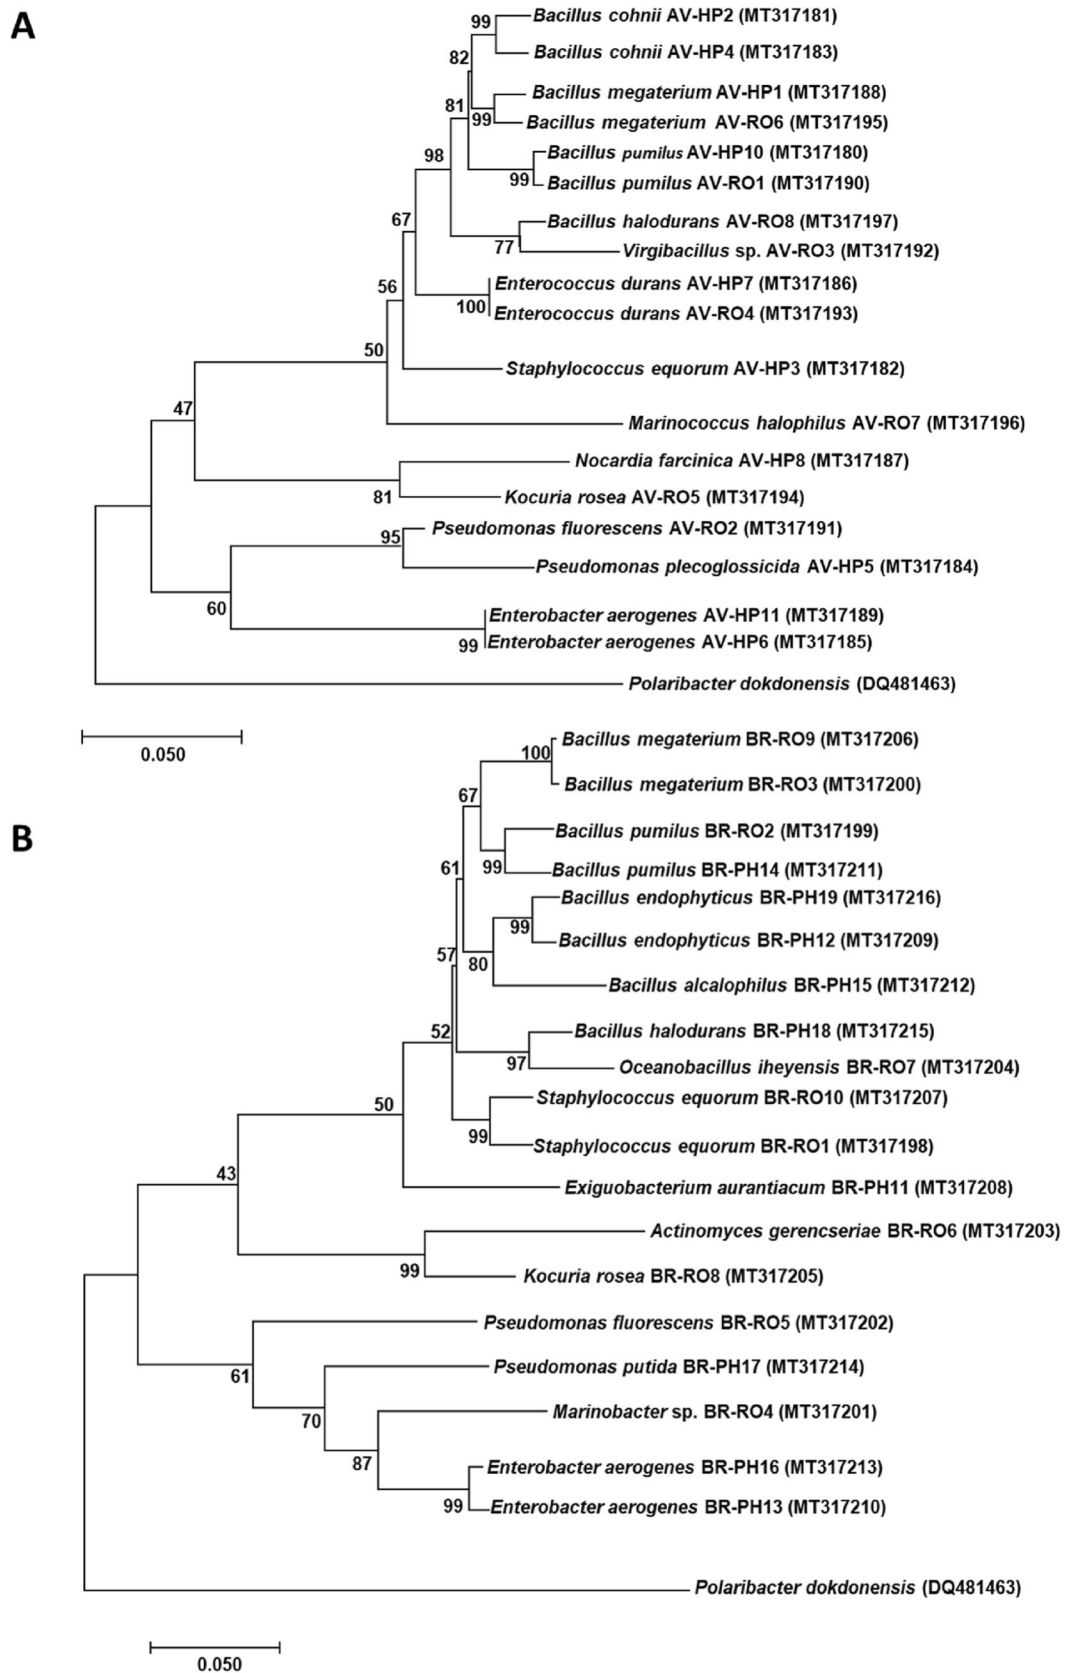 A
99
Bacillus cohnii AV-HP2 (MT317181)
Bacillus cohnii AV-HP4 (MT317183)
82
Bacillus megaterium AV-HP1 (MT317188)
81
99
Bacillus megaterium AV-RO6 (MT317195)
98
Bacillus pumilus AV-HP10 (MT317180)
99
Bacillus pumilus AV-RO1 (MT317190)
67
Bacillus halodurans AV-RO8 (MT317197)
77
Virgibacillus sp. AV-RO3 (MT317192)
56
Enterococcus durans AV-HP7 (MT317186)
100
Enterococcus durans AV-RO4 (MT317193)
50
Staphylococcus equorum AV-HP3 (MT317182)
47
Marinococcus halophilus AV-RO7 (MT317196)
Nocardia farcinica AV-HP8 (MT317187)
81
Kocuria rosea AV-RO5 (MT317194)
95
Pseudomonas fluorescens AV-RO2 (MT317191)
Pseudomonas plecoglossicida AV-HP5 (MT317184)
60
Enterobacter aerogenes AV-HP11 (MT317189)
99
Enterobacter aerogenes AV-HP6 (MT317185)
Polaribacter dokdonensis (DQ481463)
0.050
B
100
Bacillus megaterium BR-RO9 (MT317206)
Bacillus megaterium BR-RO3 (MT317200)
67
Bacillus pumilus BR-RO2 (MT317199)
61
99
Bacillus pumilus BR-PH14 (MT317211)
Bacillus endophyticus BR-PH19 (MT317216)
99
Bacillus endophyticus BR-PH12 (MT317209)
57
80
Bacillus alcalophilus BR-PH15 (MT317212)
52
Bacillus halodurans BR-PH18 (MT317215)
97
Oceanobacillus iheyensis BR-RO7 (MT317204)
50
Staphylococcus equorum BR-RO10 (MT317207)
99
Staphylococcus equorum BR-RO1 (MT317198)
43
Exiguobacterium aurantiacum BR-PH11 (MT317208)
Actinomyces gerencseriae BR-RO6 (MT317203)
99
Kocuria rosea BR-RO8 (MT317205)
Pseudomonas fluorescens BR-RO5 (MT317202)
61
Pseudomonas putida BR-PH17 (MT317214)
70
Marinobacter sp. BR-RO4 (MT317201)
87
Enterobacter aerogenes BR-PH16 (MT317213)
99
Enterobacter aerogenes BR-PH13 (MT317210)
Polaribacter dokdonensis (DQ481463)
0.050